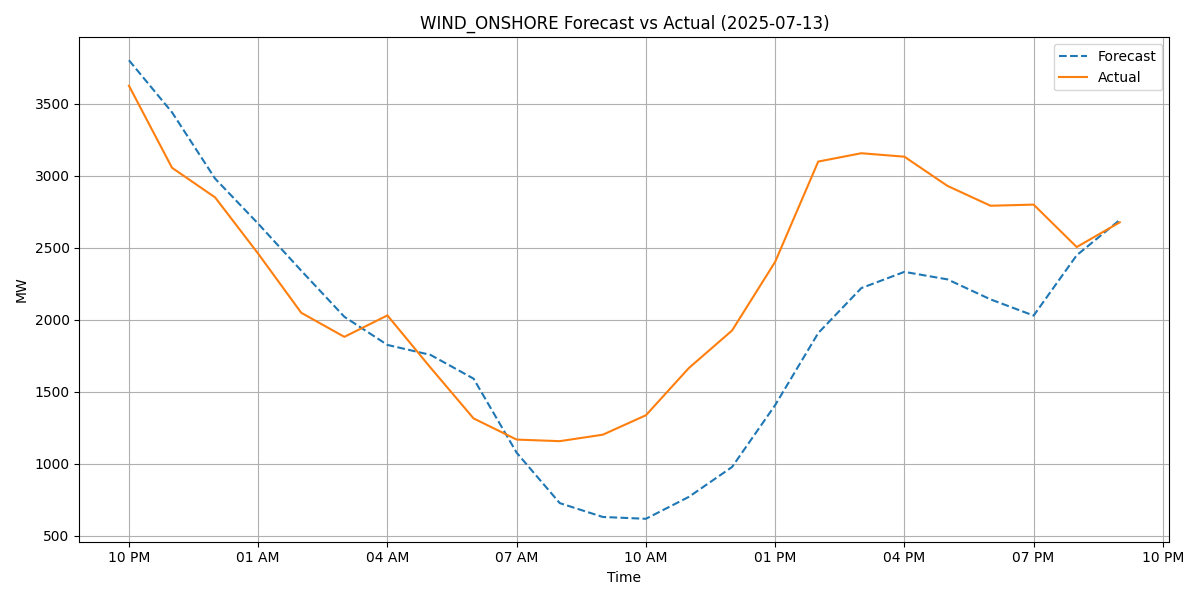 WIND_ONSHORE Forecast vs Actual (2025-07-13)
Forecast
Actual
MW
3500
3000
2500
2000
1500
1000
500
10 PM 01 AM 04 AM 07 AM 10 AM 01 PM 04 PM 07 PM 10 PM
Time